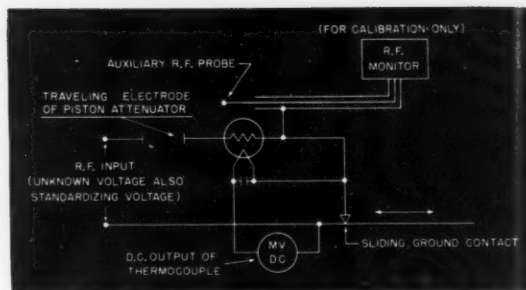 (FOR CALIBRATION ONLY)
R.F.
MONITOR
AUXILIARY R.F. PROBE
TRAVELING ELECTRODE
OF PISTON ATTENUATOR
R.F. INPUT
(UNKNOWN VOLTAGE ALSO
STANDARDIZING VOLTAGE)
MV
DC
SLIDING GROUND CONTACT
D.C. OUTPUT OF
THERMOCOUPLE